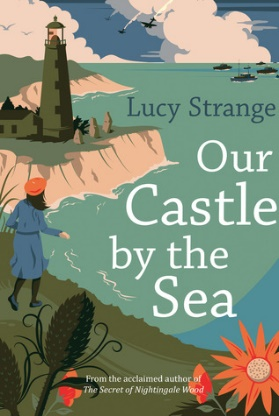 Lucy Strange
Our
Castle
by the
Sea
From the acclaimed author of
The Secret of Nightingale Wood